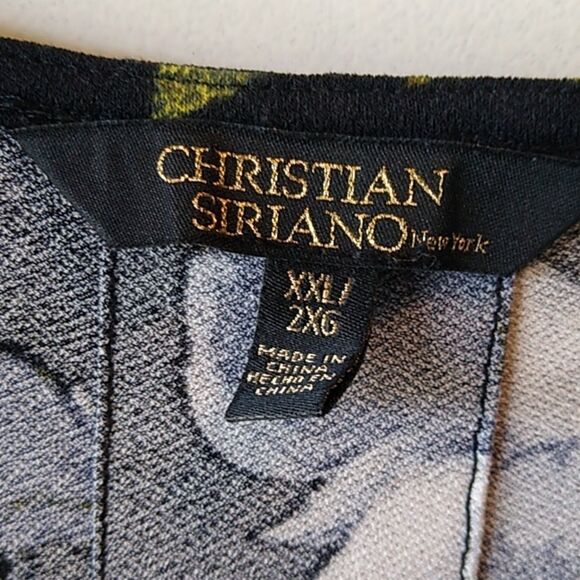 CHRISTIAN
SIRIANO New York
XXL/
2XG
MADE IN
CHINA
HECHO EN
CHINA